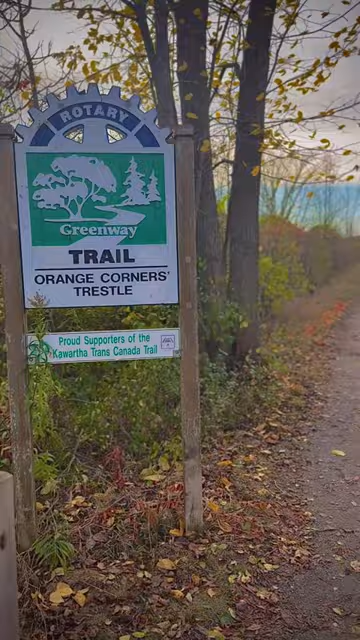 ROTARY
Greenway
TRAIL
ORANGE CORNERS'
TRESTLE
Proud Supporters of the
Kawartha Trans Canada Trail